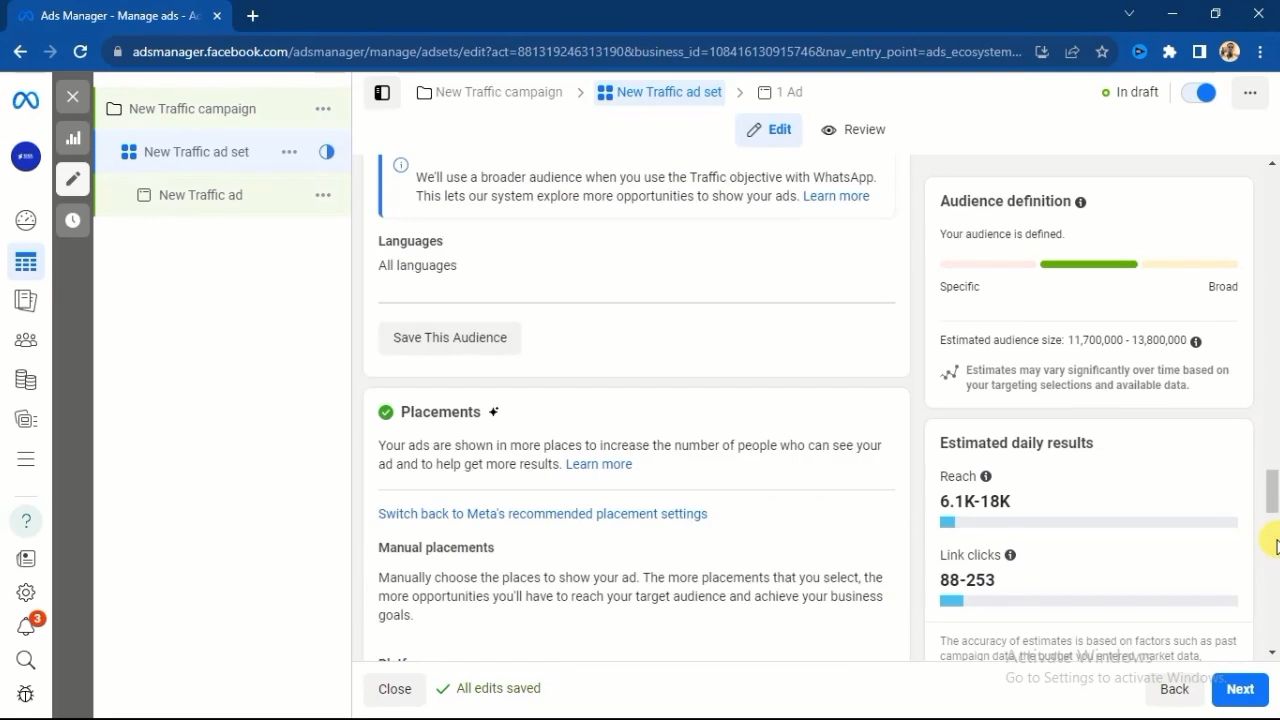 Ads Manager - Manage ads - Ad
adsmanager.facebook.com/adsmanager/manage/adsets/edit?act=881319246313190&business_id=108416130915746&nav_entry_point=ads_ecosystem...
New Traffic campaign
New Traffic ad set
New Traffic ad
New Traffic campaign
New Traffic ad set
1 Ad
In draft
Edit
Review
We'll use a broader audience when you use the Traffic objective with WhatsApp.
This lets our system explore more opportunities to show your ads. Learn more
Languages
All languages
Save This Audience
Placements
Your ads are shown in more places to increase the number of people who can see your
ad and to help get more results. Learn more
Switch back to Meta's recommended placement settings
Manual placements
Manually choose the places to show your ad. The more placements that you select, the
more opportunities you'll have to reach your target audience and achieve your business
goals.
Audience definition
Your audience is defined.
Specific
Broad
Estimated audience size: 11,700,000 - 13,800,000
Estimates may vary significantly over time based on
your targeting selections and available data.
Estimated daily results
Reach
6.1K-18K
Link clicks
88-253
The accuracy of estimates is based on factors such as past
campaign data, the budget you entered, market data,
Activate Windows
Go to Settings to activate Windows.
3
Close
All edits saved
Back
Next